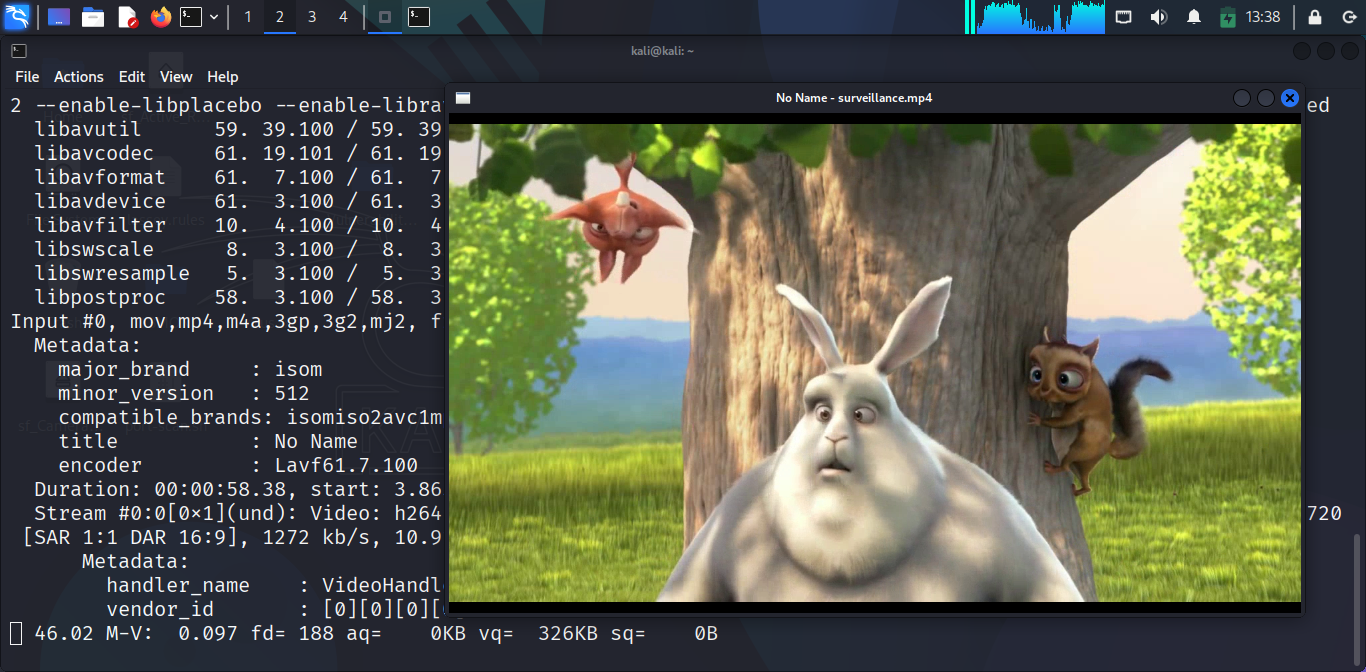 1 2 3 4 13:38
kali@kali: ~
File Actions Edit View Help
No Name - surveillance.mp4
2 --enable-libplacebo --enable-libra ed
libavutil 59. 39.100 / 59. 39
libavcodec 61. 19.101 / 61. 19
libavformat 61. 7.100 / 61. 7
libavdevice 61. 3.100 / 61. 3
libavfilter 10. 4.100 / 10. 4
libswscale 8. 3.100 / 8. 3
libswresample 5. 3.100 / 5. 3
libpostproc 58. 3.100 / 58. 3
Input #0, mov,mp4,m4a,3gp,3g2,mj2, f
Metadata:
major_brand : isom
minor_version : 512
compatible_brands: isomiso2avc1m
title : No Name
encoder : Lavf61.7.100
Duration: 00:00:58.38, start: 3.86
Stream #0:0[0×1](und): Video: h264 720
[SAR 1:1 DAR 16:9], 1272 kb/s, 10.9
Metadata:
handler_name : VideoHandl
vendor_id : [0][0][0][
46.02 M-V: 0.097 fd= 188 aq= 0KB vq= 326KB sq= 0B